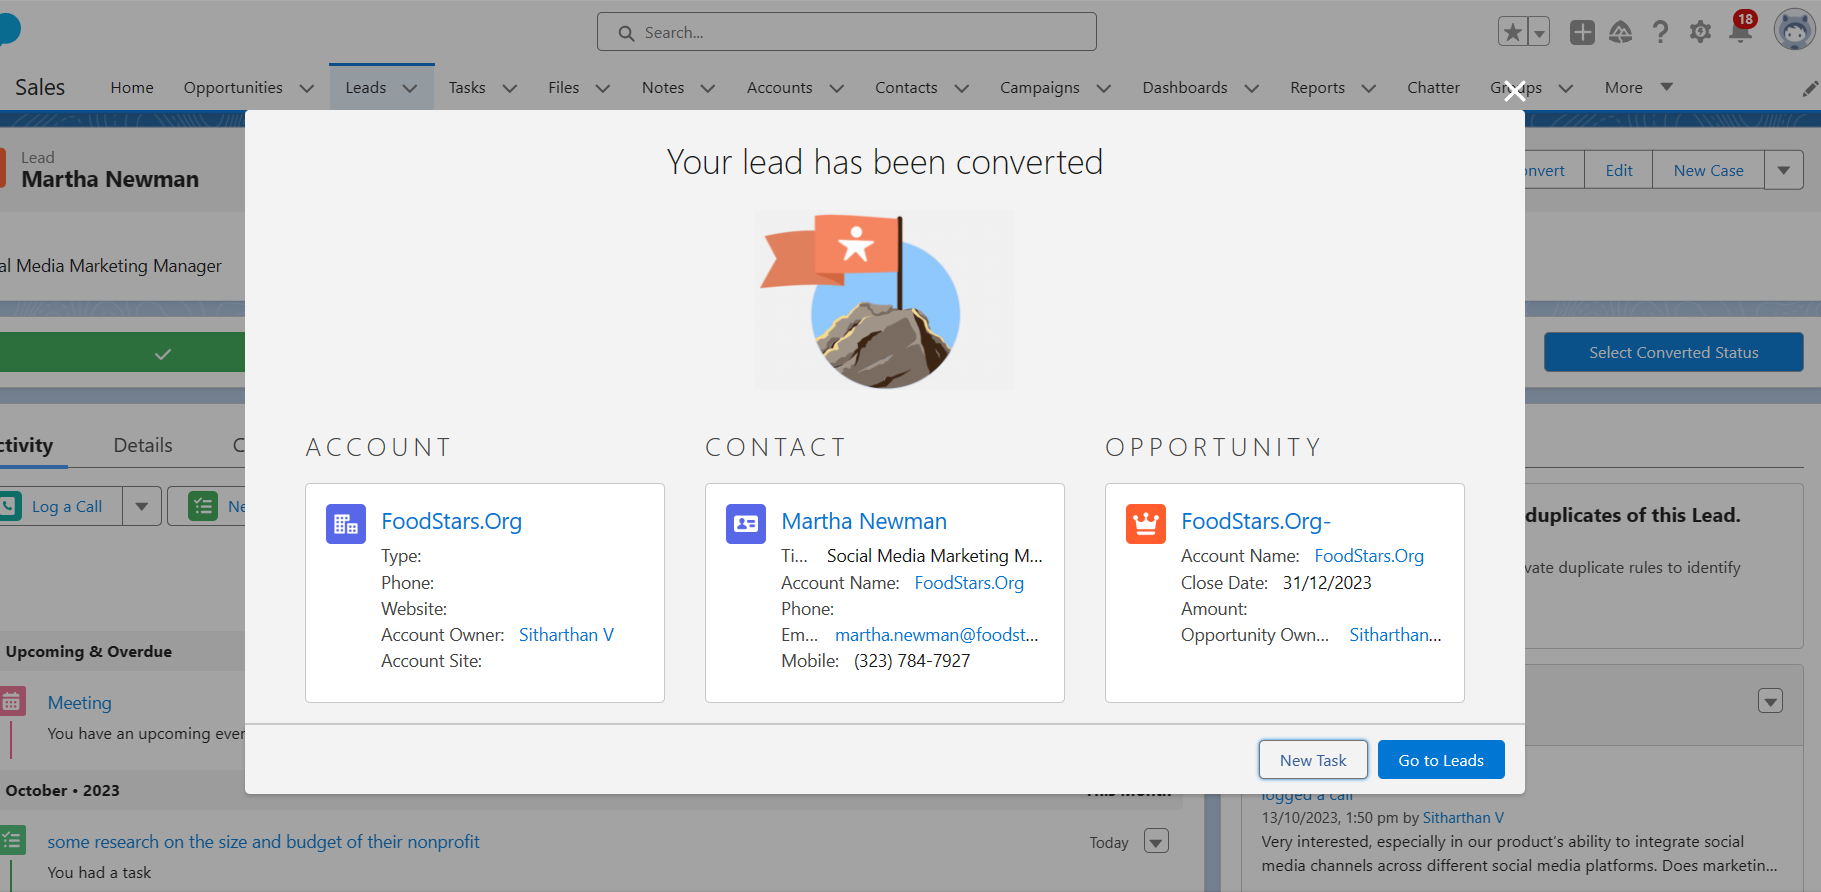 Search...
18
Sales
Home
Opportunities
Leads
Tasks
Files
Notes
Accounts
Contacts
Campaigns
Dashboards
Reports
Chatter
Groups
More
Lead
Martha Newman
nvert
Edit
New Case
al Media Marketing Manager
Select Converted Status
Your lead has been converted
ACCOUNT
FoodStars.Org
Type:
Phone:
Website:
Account Owner: Sitharthan V
Account Site:
CONTACT
Martha Newman
Ti... Social Media Marketing M...
Account Name: FoodStars.Org
Phone:
Em... martha.newman@foodst...
Mobile: (323) 784-7927
OPPORTUNITY
FoodStars.Org-
Account Name: FoodStars.Org
Close Date: 31/12/2023
Amount:
Opportunity Own... Sitharthan...
New Task
Go to Leads
ctivity
Details
C
Log a Call
Ne
duplicates of this Lead.
vate duplicate rules to identify
Upcoming & Overdue
Meeting
You have an upcoming ever
October • 2023
This Month
some research on the size and budget of their nonprofit
Today
You had a task
logged a call
13/10/2023, 1:50 pm by Sitharthan V
Very interested, especially in our product's ability to integrate social
media channels across different social media platforms. Does marketin...